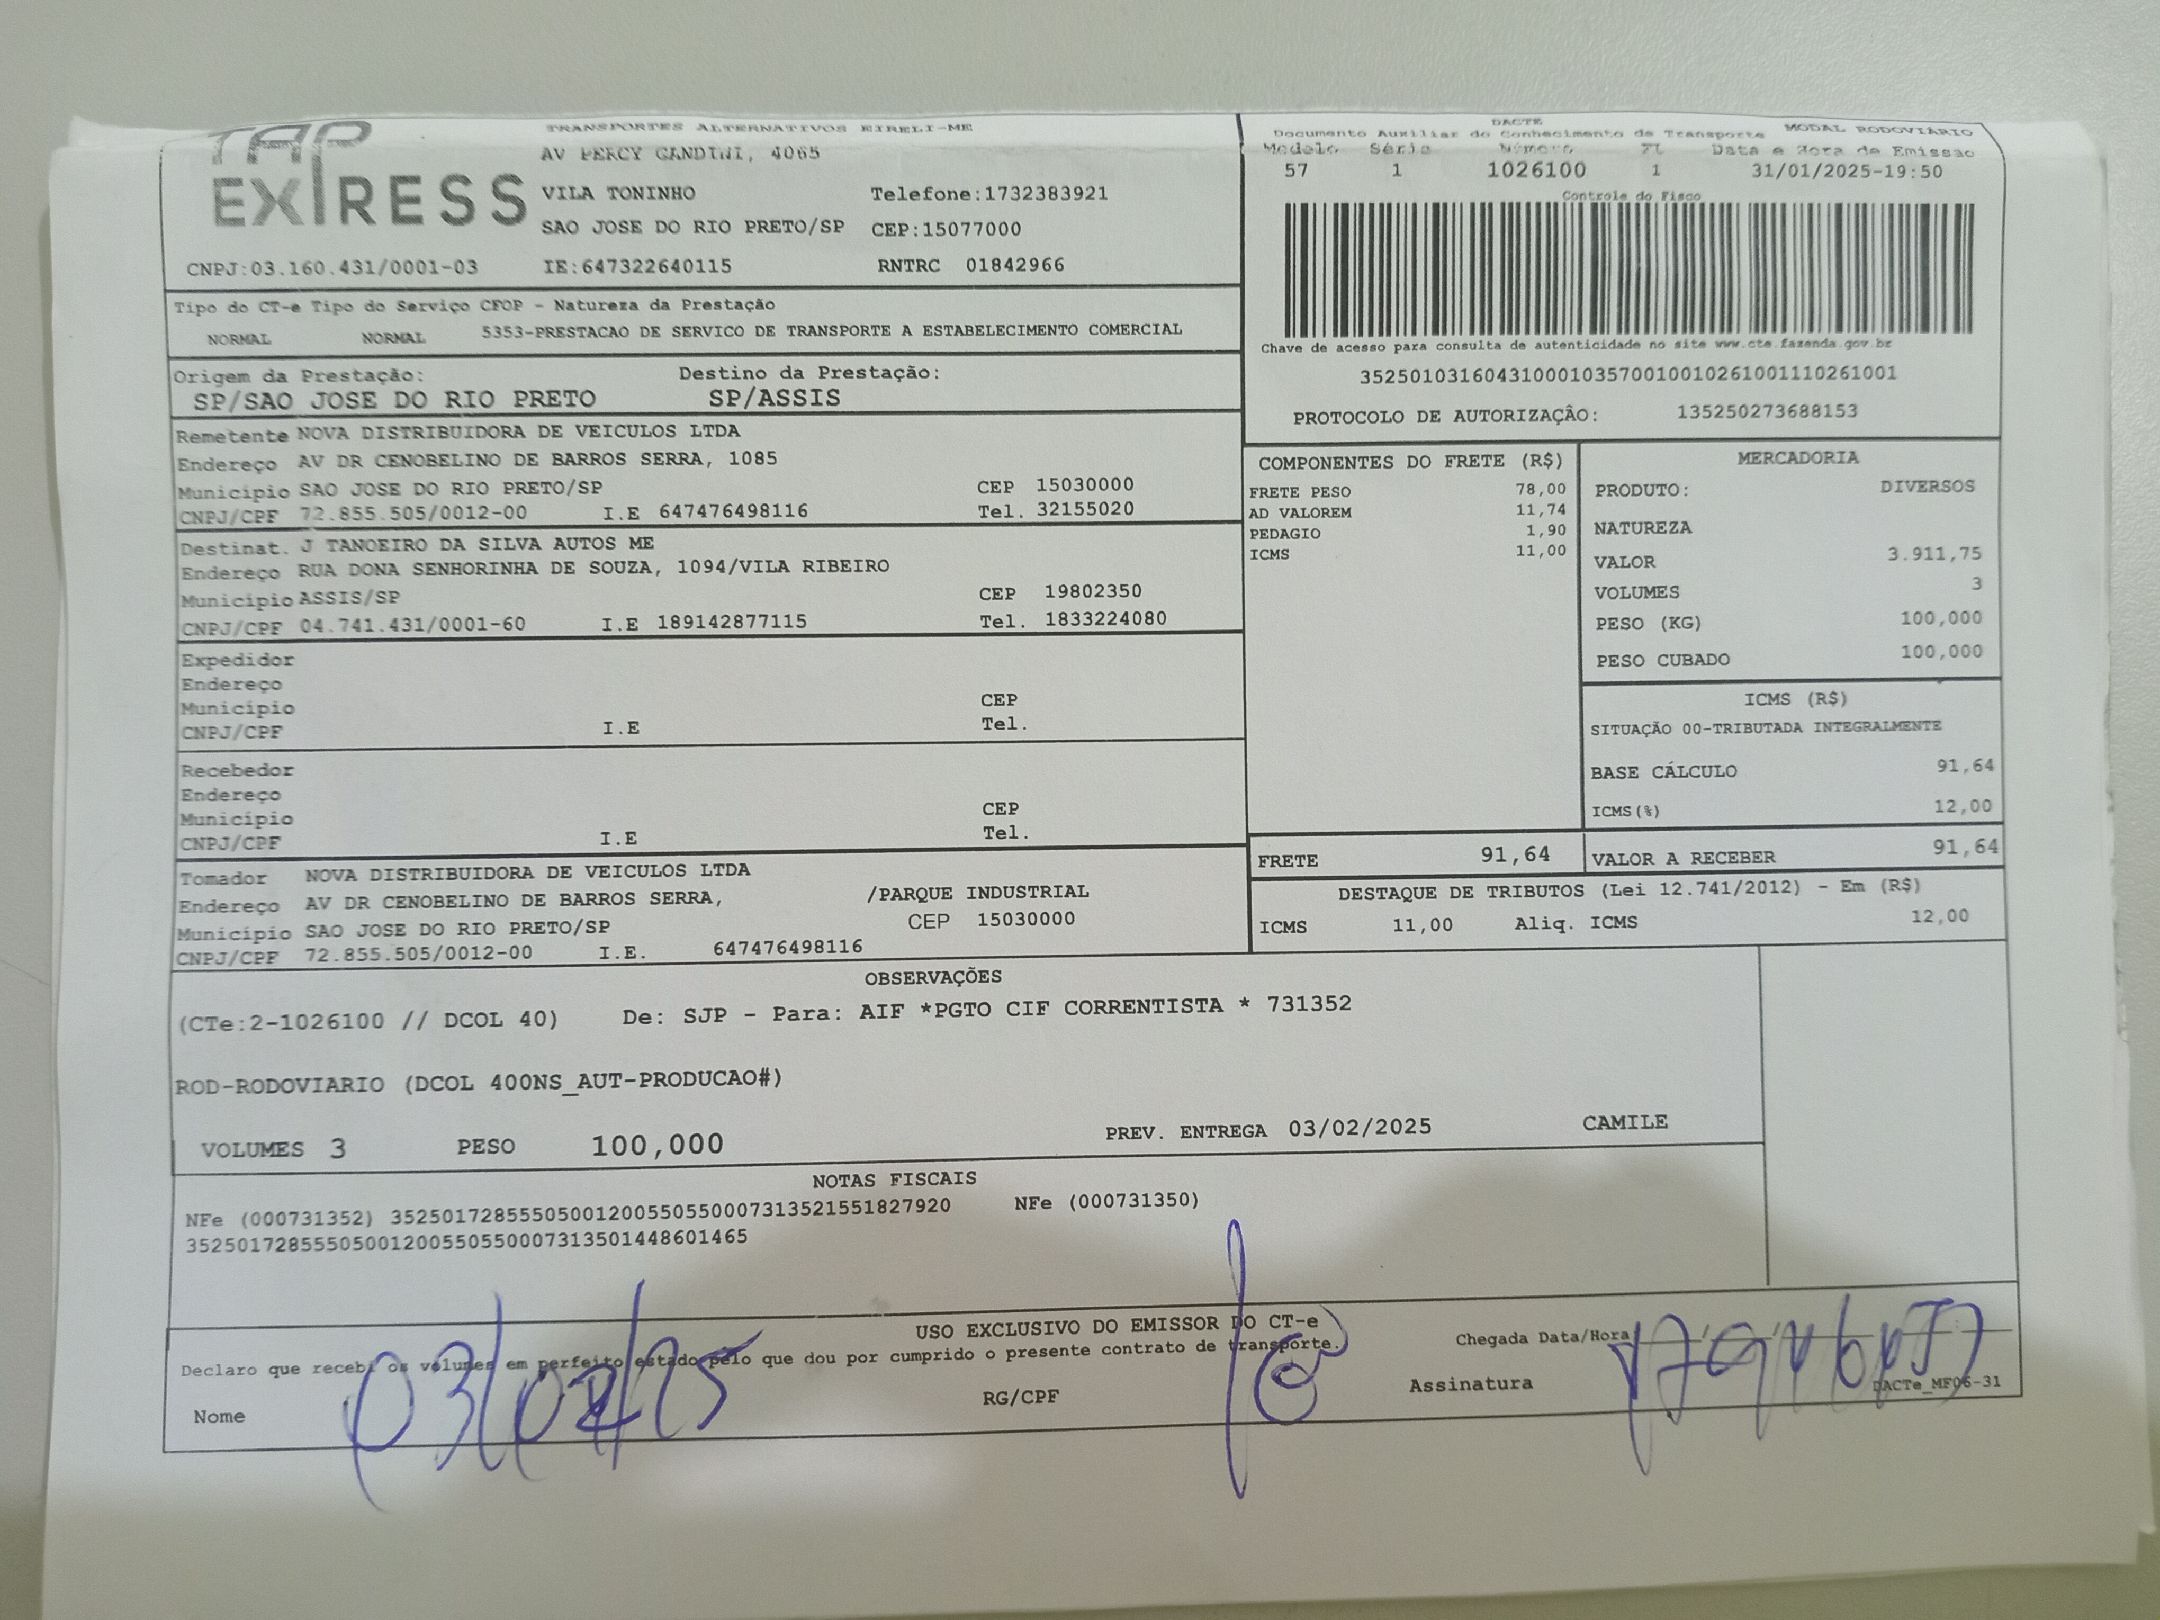 TAP
EXPRESS
TRANSPORTES ALTERNATIVOS EIRELI-ME
AV PERCY GANDINI, 4065
VILA TONINHO Telefone:1732383921
SAO JOSE DO RIO PRETO/SP CEP:15077000
CNPJ:03.160.431/0001-03 IE:647322640115 RNTRC 01842966
DACTE
Documento Auxiliar do Conhecimento de Transporte MODAL RODOVIÁRIO
Modelo Série Número FL Data e Hora de Emissão
57 1 1026100 1 31/01/2025-19:50
Controle do Fisco
Chave de acesso para consulta de autenticidade no site www.cte.fazenda.gov.br
35250103160431000103570010010261001110261001
PROTOCOLO DE AUTORIZAÇÂO: 135250273688153
Tipo do CT-e Tipo do Serviço CFOP - Natureza da Prestação
NORMAL NORMAL 5353-PRESTACAO DE SERVICO DE TRANSPORTE A ESTABELECIMENTO COMERCIAL
Origem da Prestação: Destino da Prestação:
SP/SAO JOSE DO RIO PRETO SP/ASSIS
Remetente NOVA DISTRIBUIDORA DE VEICULOS LTDA
Endereço AV DR CENOBELINO DE BARROS SERRA, 1085
Município SAO JOSE DO RIO PRETO/SP CEP 15030000
CNPJ/CPF 72.855.505/0012-00 I.E 647476498116 Tel. 32155020
Destinat. J TANOEIRO DA SILVA AUTOS ME
Endereço RUA DONA SENHORINHA DE SOUZA, 1094/VILA RIBEIRO
Município ASSIS/SP CEP 19802350
CNPJ/CPF 04.741.431/0001-60 I.E 189142877115 Tel. 1833224080
Expedidor
Endereço
Município CEP
CNPJ/CPF I.E Tel.
Recebedor
Endereço
Município CEP
CNPJ/CPF I.E Tel.
Tomador NOVA DISTRIBUIDORA DE VEICULOS LTDA
Endereço AV DR CENOBELINO DE BARROS SERRA, /PARQUE INDUSTRIAL
Município SAO JOSE DO RIO PRETO/SP CEP 15030000
CNPJ/CPF 72.855.505/0012-00 I.E. 647476498116
COMPONENTES DO FRETE (R$)
FRETE PESO 78,00
AD VALOREM 11,74
PEDAGIO 1,90
ICMS 11,00
MERCADORIA
PRODUTO: DIVERSOS
NATUREZA
VALOR 3.911,75
VOLUMES 3
PESO (KG) 100,000
PESO CUBADO 100,000
ICMS (R$)
SITUAÇÃO 00-TRIBUTADA INTEGRALMENTE
BASE CÁLCULO 91,64
ICMS(%) 12,00
FRETE 91,64 VALOR A RECEBER 91,64
DESTAQUE DE TRIBUTOS (Lei 12.741/2012) - Em (R$)
ICMS 11,00 Aliq. ICMS 12,00
OBSERVAÇÕES
(CTe:2-1026100 // DCOL 40) De: SJP - Para: AIF *PGTO CIF CORRENTISTA * 731352
ROD-RODOVIARIO (DCOL 400NS_AUT-PRODUCAO#)
VOLUMES 3 PESO 100,000 PREV. ENTREGA 03/02/2025 CAMILE
NOTAS FISCAIS
NFe (000731352) 35250172855505001200550550007313521551827920 NFe (000731350)
35250172855505001200550550007313501448601465
USO EXCLUSIVO DO EMISSOR DO CT-e
Declaro que recebi os volumes em perfeito estado pelo que dou por cumprido o presente contrato de transporte. Chegada Data/Hora
Nome 03/02/25 RG/CPF Assinatura
DACTe_MF06-31